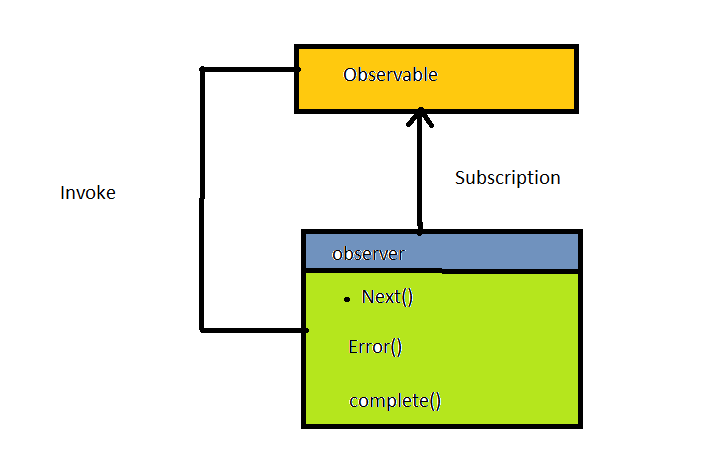 Observable
Subscription
Invoke
observer
• Next()
Error()
complete()